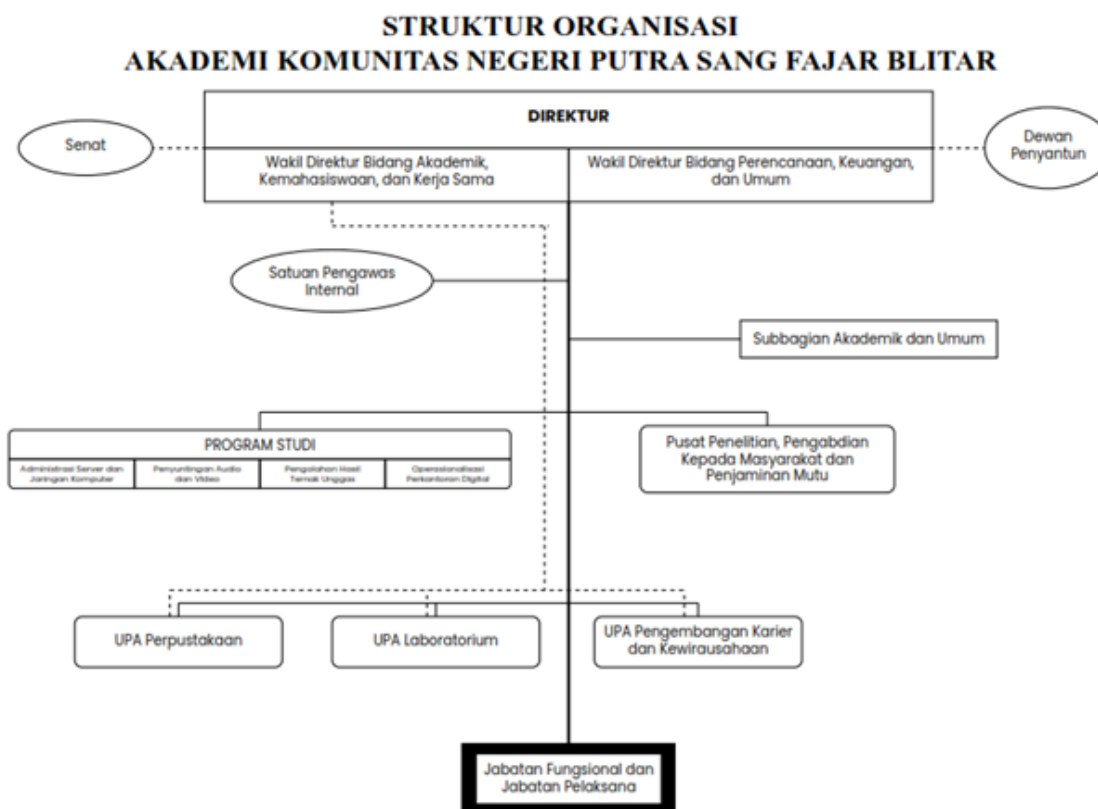 STRUKTUR ORGANISASI
AKADEMI KOMUNITAS NEGERI PUTRA SANG FAJAR BLITAR
DIREKTUR
Senat
Dewan
Penyantun
Wakil Direktur Bidang Akademik,
Kemahasiswaan, dan Kerja Sama
Wakil Direktur Bidang Perencanaan, Keuangan,
dan Umum
Satuan Pengawas
Internal
Subbagian Akademik dan Umum
PROGRAM STUDI
Administrasi Server dan
Jaringan Komputer
Penyuntingan Audio
dan Video
Pengolahan Hasil
Ternak Unggas
Operasionalisasi
Perkantoran Digital
Pusat Penelitian, Pengabdian
Kepada Masyarakat dan
Penjaminan Mutu
UPA Perpustakaan
UPA Laboratorium
UPA Pengembangan Karier
dan Kewirausahaan
Jabatan Fungsional dan
Jabatan Pelaksana